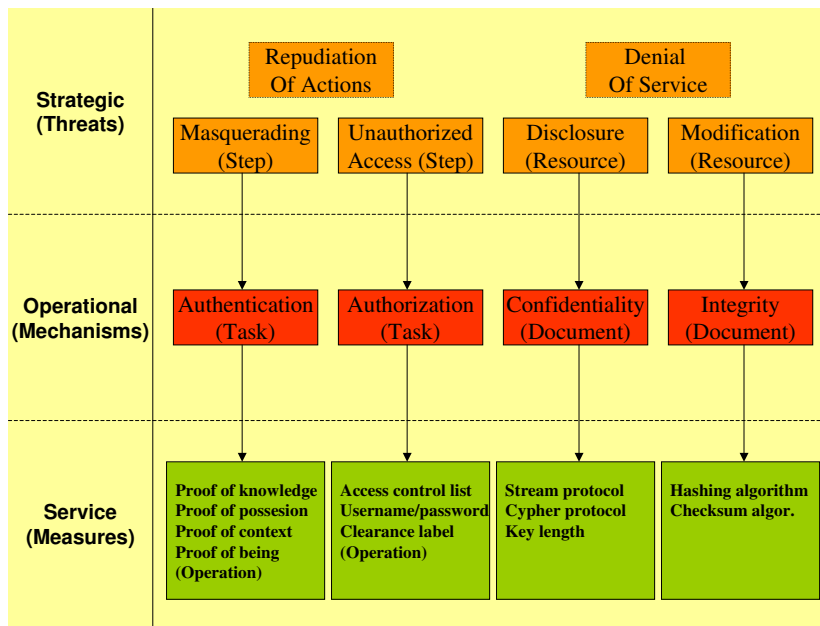 Repudiation
Of Actions
Denial
Of Service
Strategic
(Threats)
Masquerading
(Step)
Unauthorized
Access (Step)
Disclosure
(Resource)
Modification
(Resource)
Operational
(Mechanisms)
Authentication
(Task)
Authorization
(Task)
Confidentiality
(Document)
Integrity
(Document)
Service
(Measures)
Proof of knowledge
Proof of possesion
Proof of context
Proof of being
(Operation)
Access control list
Username/password
Clearance label
(Operation)
Stream protocol
Cypher protocol
Key length
Hashing algorithm
Checksum algor.